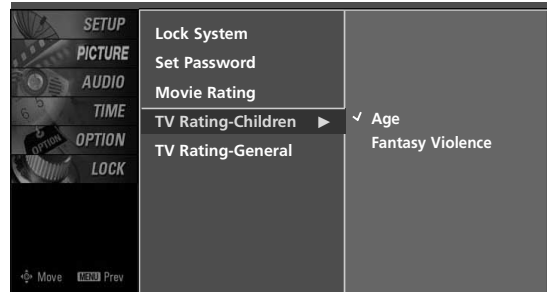 SETUP
PICTURE
AUDIO
TIME
OPTION
LOCK
Move MENU Prev
Lock System
Set Password
Movie Rating
TV Rating-Children ▶
TV Rating-General
✓ Age
Fantasy Violence